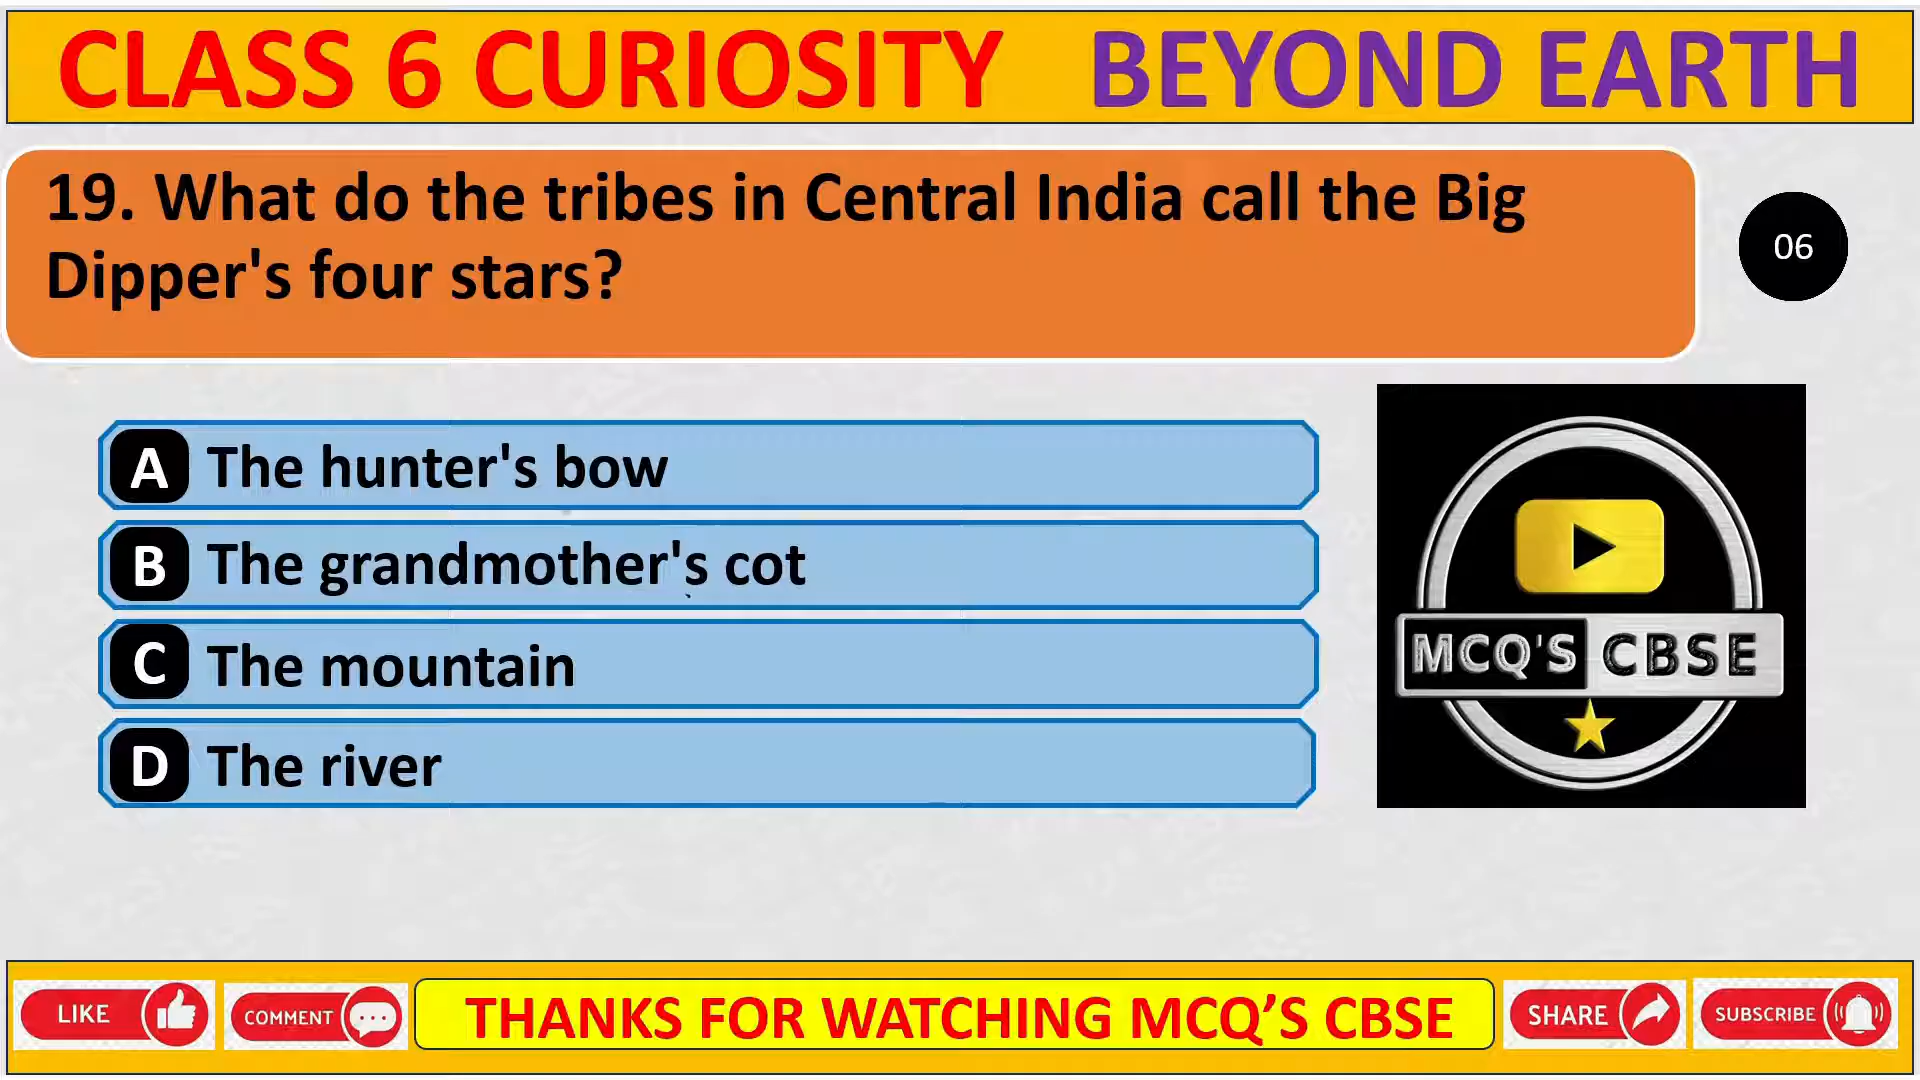 CLASS 6 CURIOSITY BEYOND EARTH
19. What do the tribes in Central India call the Big
Dipper's four stars?
06
A The hunter's bow
B The grandmother's cot
C The mountain
D The river
MCQ'S CBSE
LIKE
COMMENT
THANKS FOR WATCHING MCQ’S CBSE
SHARE
SUBSCRIBE